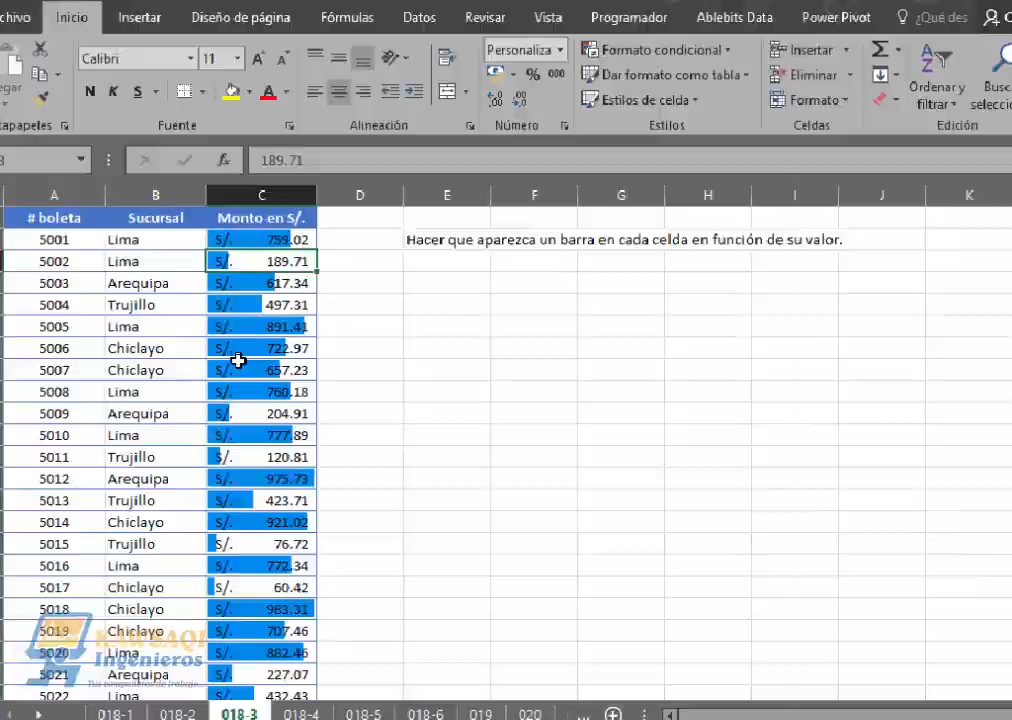 chivo Inicio Insertar Diseño de página Fórmulas Datos Revisar Vista Programador Ablebits Data Power Pivot ¿Qué des
Calibri 11 Personaliza Formato condicional Insertar
Dar formato como tabla Eliminar Ordenar y Busc
N K S % 000 Estilos de celda Formato filtrar selecci
tapapeles Fuente Alineación Número Estilos Celdas Edición
fx 189.71
A B C D E F G H I J K
# boleta Sucursal Monto en S/.
5001 Lima S/. 759.02 Hacer que aparezca un barra en cada celda en función de su valor.
5002 Lima S/. 189.71
5003 Arequipa S/. 617.34
5004 Trujillo S/. 497.31
5005 Lima S/. 891.41
5006 Chiclayo S/. 722.97
5007 Chiclayo S/. 657.23
5008 Lima S/. 760.18
5009 Arequipa S/. 204.91
5010 Lima S/. 777.89
5011 Trujillo S/. 120.81
5012 Arequipa S/. 975.73
5013 Trujillo S/. 423.71
5014 Chiclayo S/. 921.02
5015 Trujillo S/. 76.72
5016 Lima S/. 772.34
5017 Chiclayo S/. 60.42
5018 Chiclayo S/. 983.31
5019 Chiclayo S/. 707.46
5020 Lima S/. 882.46
5021 Arequipa S/. 227.07
5022 Lima S/. 432.43
Ingenieros
018-1 018-2 018-3 018-4 018-5 018-6 019 020 ...